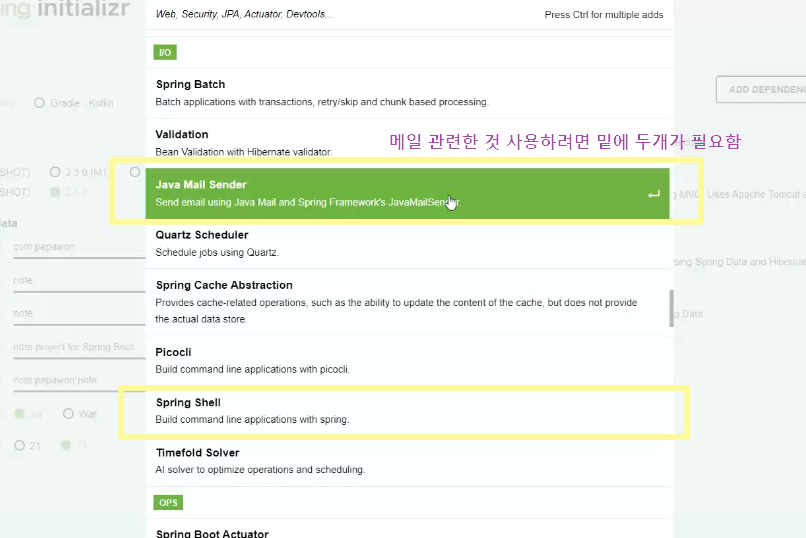 ing initializr
Web, Security, JPA, Actuator, Devtools...
Press Ctrl for multiple adds
I/O
Spring Batch
Batch applications with transactions, retry/skip and chunk based processing.
Gradle - Kotlin
ADD DEPENDENC
Validation
Bean Validation with Hibernate validator.
메일 관련한 것 사용하려면 밑에 두개가 필요함
SHOT)
3.3.0 (M1
Java Mail Sender
Send email using Java Mail and Spring Framework's JavaMailSender.
SHOT)
MVC. Uses Apache Tomcat a
ata
Quartz Scheduler
Schedule jobs using Quartz.
com papawon
using Spring Data and Hibernat
note
Spring Cache Abstraction
Provides cache-related operations, such as the ability to update the content of the cache, but does not provide
the actual data store.
note
g Data
note project for Spring Boot
Picocli
Build command line applications with picocli.
com papawon note
Spring Shell
Build command line applications with spring.
War
21
Timefold Solver
AI solver to optimize operations and scheduling.
OPS
Spring Boot Actuator